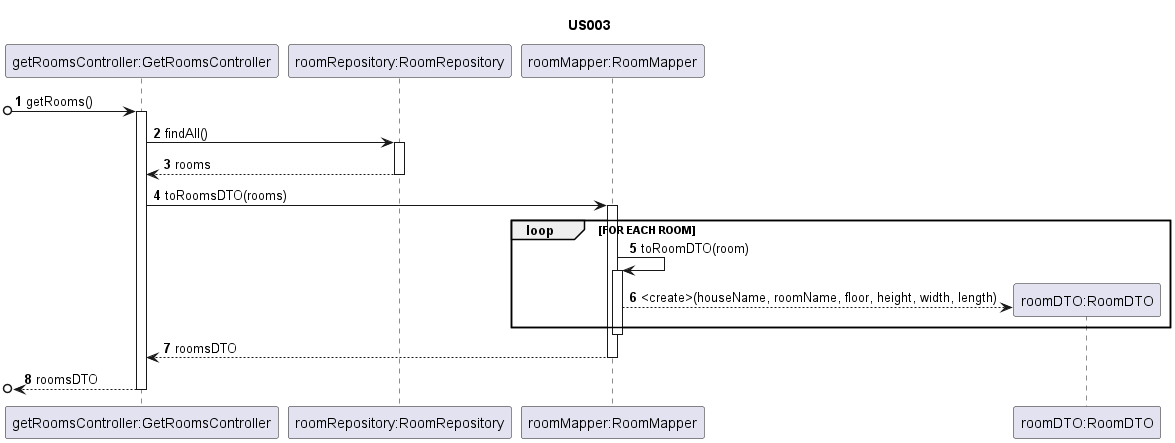 US003
getRoomsController:GetRoomsController
roomRepository:RoomRepository
roomMapper:RoomMapper
1 getRooms()
2 findAll()
3 rooms
4 toRoomsDTO(rooms)
loop [FOR EACH ROOM]
5 toRoomDTO(room)
6 <create>(houseName, roomName, floor, height, width, length)
roomDTO:RoomDTO
7 roomsDTO
8 roomsDTO
getRoomsController:GetRoomsController
roomRepository:RoomRepository
roomMapper:RoomMapper
roomDTO:RoomDTO